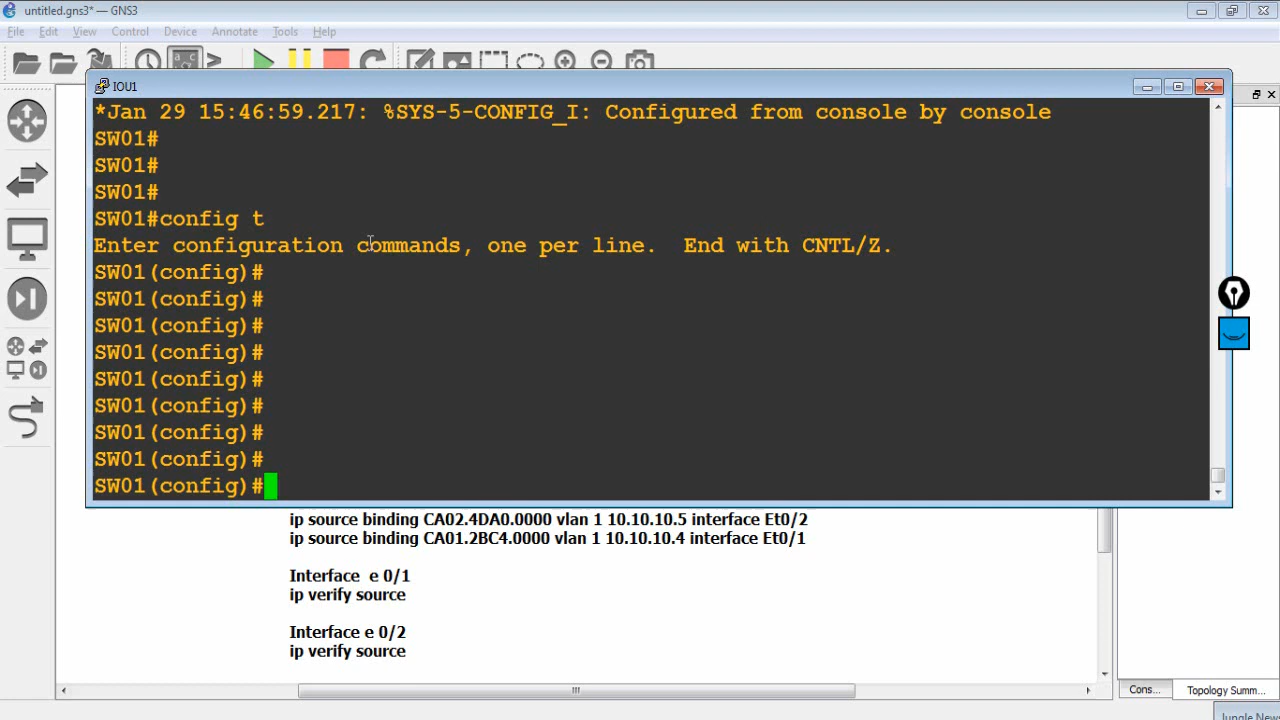 untitled.gns3* — GNS3
File Edit View Control Device Annotate Tools Help
IOU1
*Jan 29 15:46:59.217: %SYS-5-CONFIG_I: Configured from console by console
SW01#
SW01#
SW01#
SW01#config t
Enter configuration commands, one per line.  End with CNTL/Z.
SW01(config)#
SW01(config)#
SW01(config)#
SW01(config)#
SW01(config)#
SW01(config)#
SW01(config)#
SW01(config)#
SW01(config)#
ip source binding CA02.4DA0.0000 vlan 1 10.10.10.5 interface Et0/2
ip source binding CA01.2BC4.0000 vlan 1 10.10.10.4 interface Et0/1
Interface  e 0/1
ip verify source
Interface e 0/2
ip verify source
Cons... Topology Summ...
Jungle News